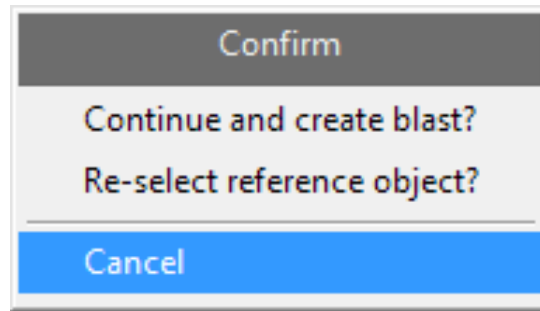 Confirm
Continue and create blast?
Re-select reference object?
Cancel